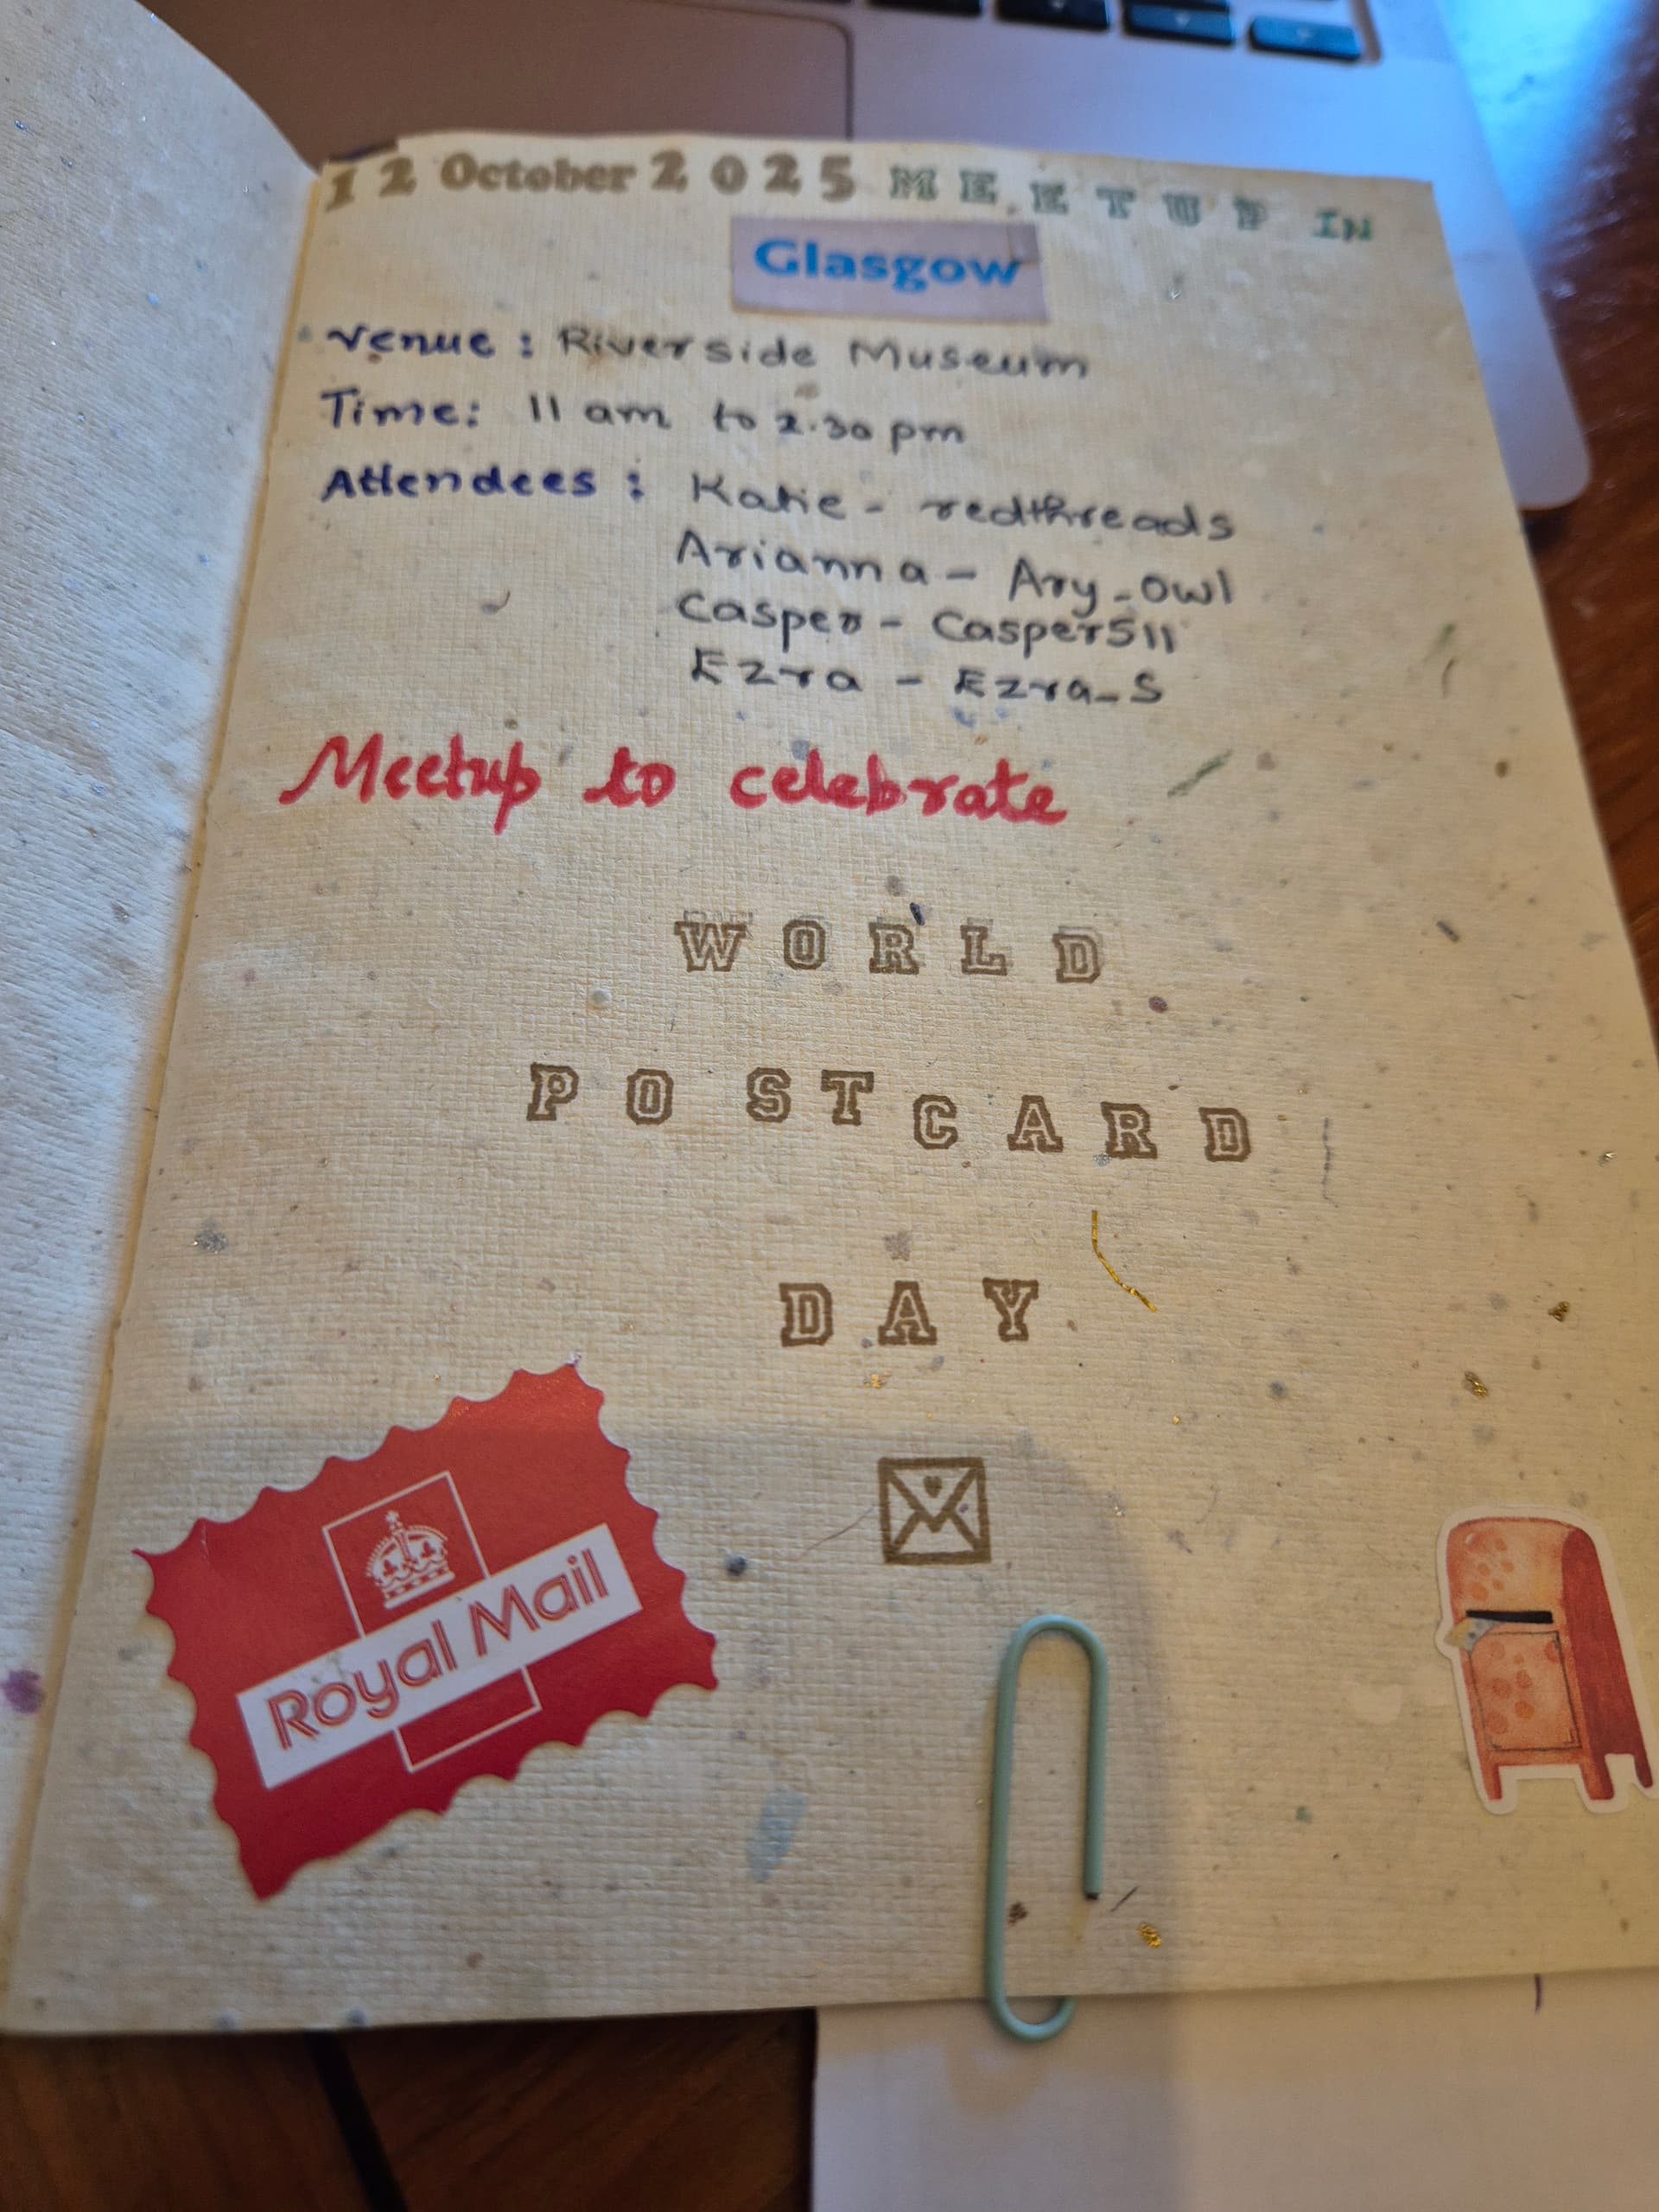 12 October 2025 MEETUP IN
Glasgow
Venue : Riverside Museum
Time: 11 am to 2.30 pm
Attendees : Katie - redthreads
Arianna - Ary_Owl
Casper - Casper511
Ezra - Ezra_S
Meetup to celebrate
WORLD
POSTCARD
DAY
Royal Mail